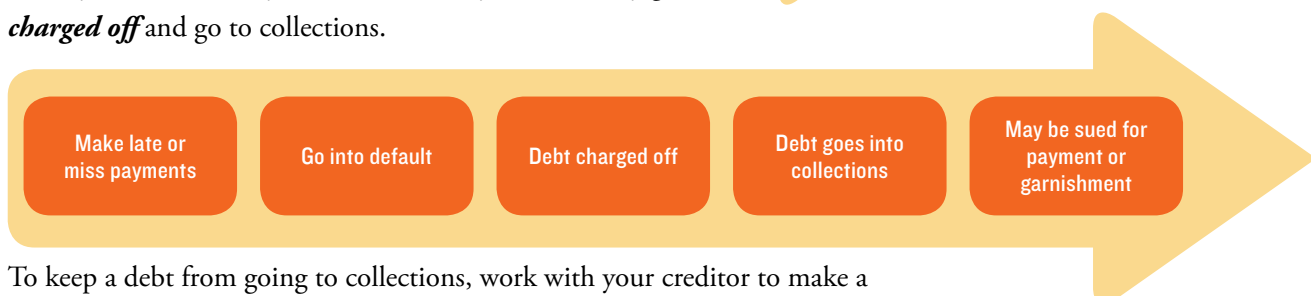 charged off and go to collections.
Make late or
miss payments
Go into default
Debt charged off
Debt goes into
collections
May be sued for
payment or
garnishment
To keep a debt from going to collections, work with your creditor to make a